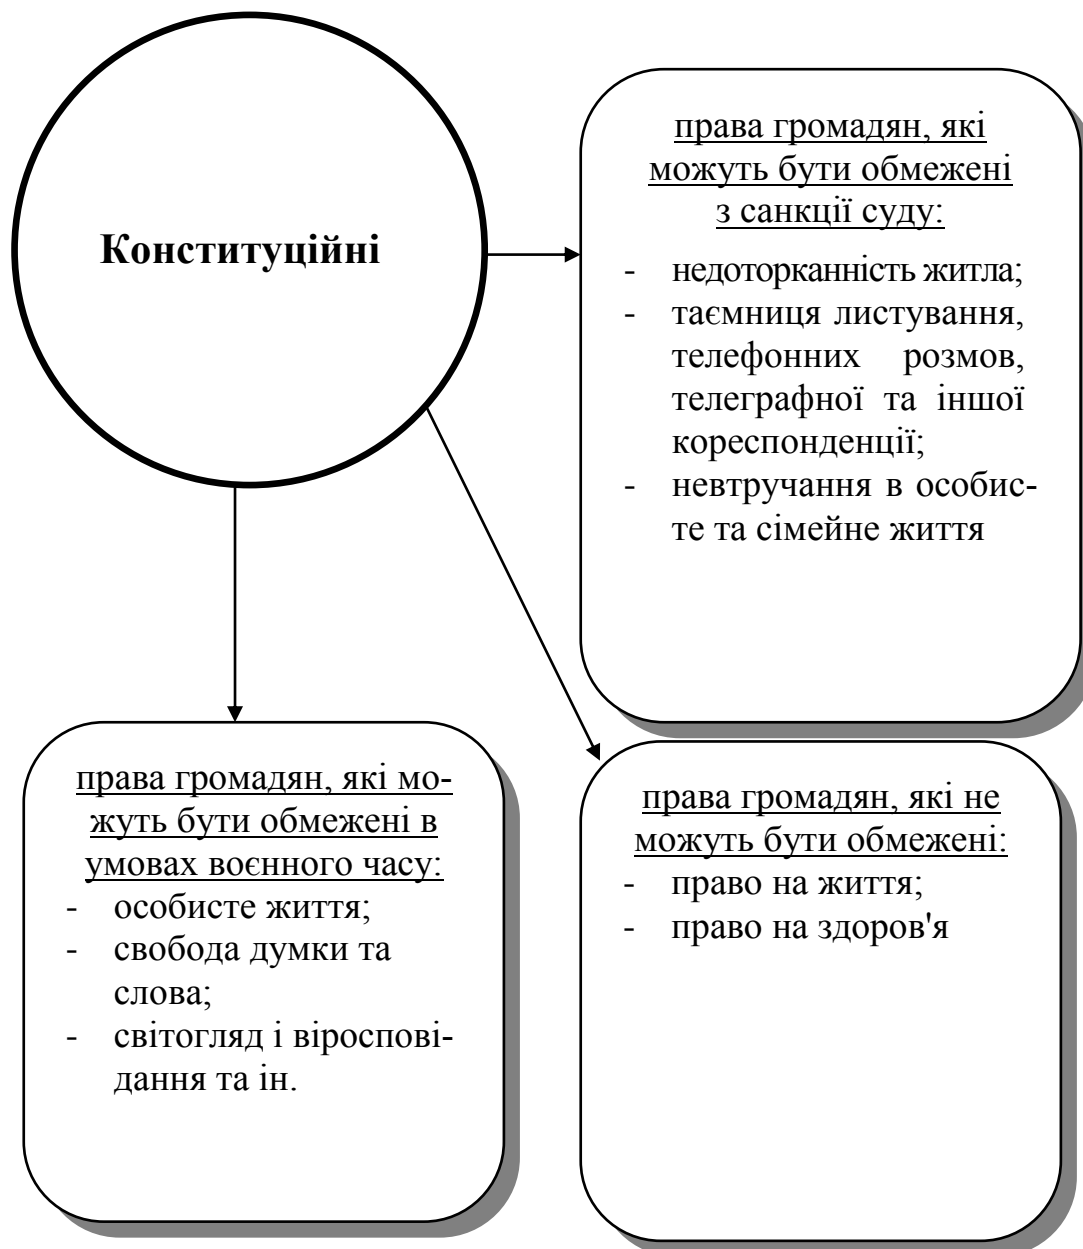 Конституційні
права громадян, які
можуть бути обмежені
з санкції суду:
- недоторканність житла;
- таємниця листування,
телефонних розмов,
телеграфної та іншої
кореспонденції;
- невтручання в особис-
те та сімейне життя
права громадян, які мо-
жуть бути обмежені в
умовах воєнного часу:
- особисте життя;
- свобода думки та
слова;
- світогляд і віроспові-
дання та ін.
права громадян, які не
можуть бути обмежені:
- право на життя;
- право на здоров'я